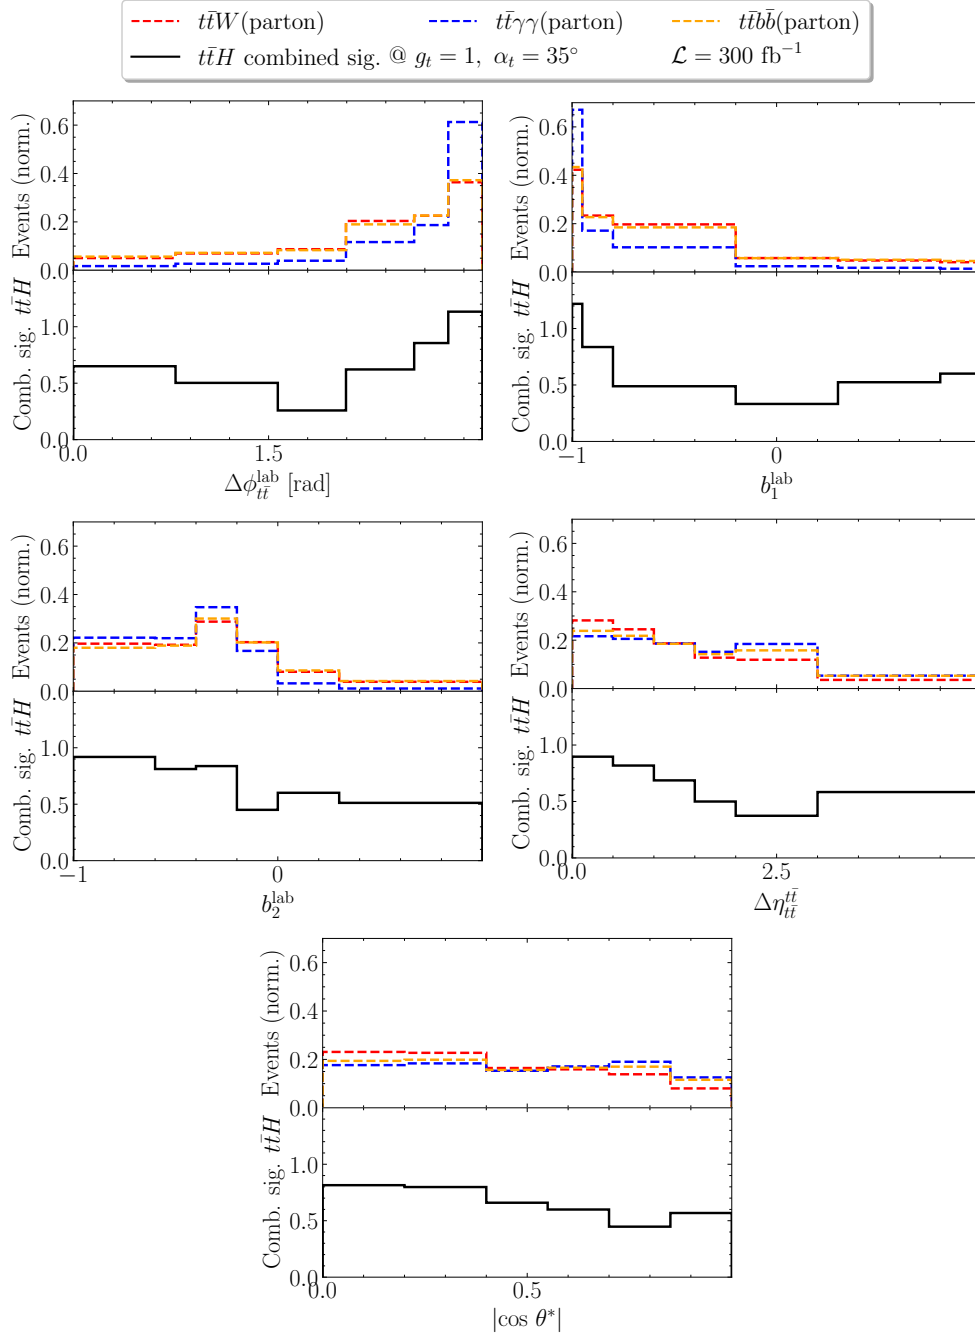 tt̄W(parton) tt̄γγ(parton) tt̄bb̄(parton)
tt̄H combined sig. @ g_t = 1, α_t = 35° ℒ = 300 fb⁻¹
Events (norm.)
0.6
0.4
0.2
0.0
Comb. sig. tt̄H
1.0
0.5
0.0
0.0 1.5
Δϕ_{tt̄}^{lab} [rad]
Events (norm.)
0.6
0.4
0.2
0.0
Comb. sig. tt̄H
1.0
0.5
0.0
−1 0
b_1^{lab}
Events (norm.)
0.6
0.4
0.2
0.0
Comb. sig. tt̄H
1.0
0.5
0.0
−1 0
b_2^{lab}
Events (norm.)
0.6
0.4
0.2
0.0
Comb. sig. tt̄H
1.0
0.5
0.0
0.0 2.5
Δη_{tt̄}^{tt̄}
Events (norm.)
0.6
0.4
0.2
0.0
Comb. sig. tt̄H
1.0
0.5
0.0
0.0 0.5
|cos θ*|